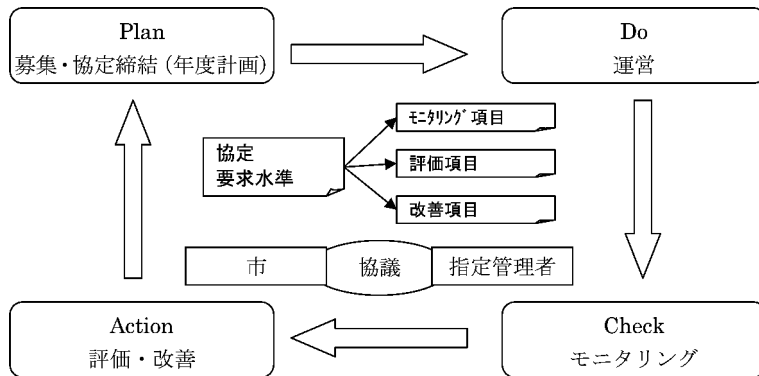 Plan
募集・協定締結（年度計画）
Do
運営
協定
要求水準
ﾓﾆﾀﾘﾝｸﾞ項目
評価項目
改善項目
市
協議
指定管理者
Action
評価・改善
Check
モニタリング